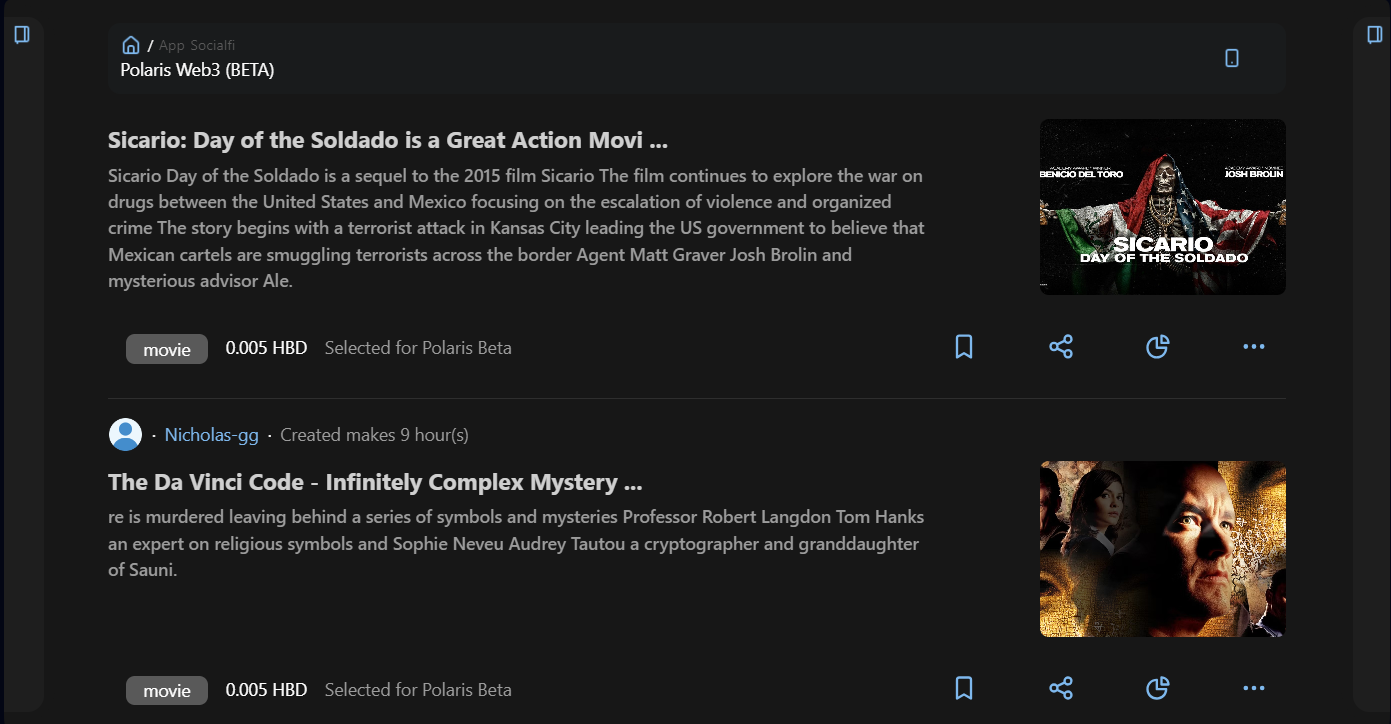 / App Socialfi
Polaris Web3 (BETA)
Sicario: Day of the Soldado is a Great Action Movi ...
Sicario Day of the Soldado is a sequel to the 2015 film Sicario The film continues to explore the war on
drugs between the United States and Mexico focusing on the escalation of violence and organized
crime The story begins with a terrorist attack in Kansas City leading the US government to believe that
Mexican cartels are smuggling terrorists across the border Agent Matt Graver Josh Brolin and
mysterious advisor Ale.
BENICIO DEL TORO
JOSH BROLIN
SICARIO
DAY OF THE SOLDADO
movie 0.005 HBD Selected for Polaris Beta
· Nicholas-gg · Created makes 9 hour(s)
The Da Vinci Code - Infinitely Complex Mystery ...
re is murdered leaving behind a series of symbols and mysteries Professor Robert Langdon Tom Hanks
an expert on religious symbols and Sophie Neveu Audrey Tautou a cryptographer and granddaughter
of Sauni.
movie 0.005 HBD Selected for Polaris Beta